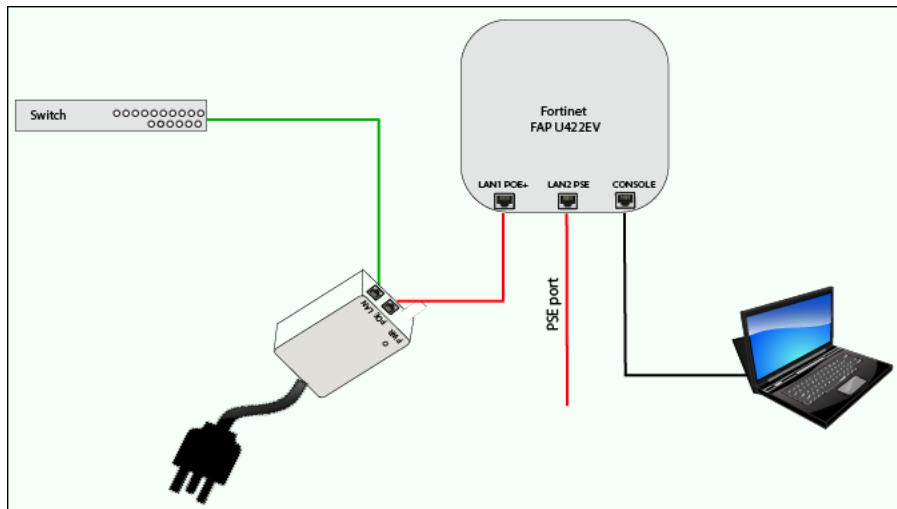 Switch
Fortinet
FAP U422EV
LAN1 POE+
LAN2 PSE
CONSOLE
PSE port
POE LAN
PWR